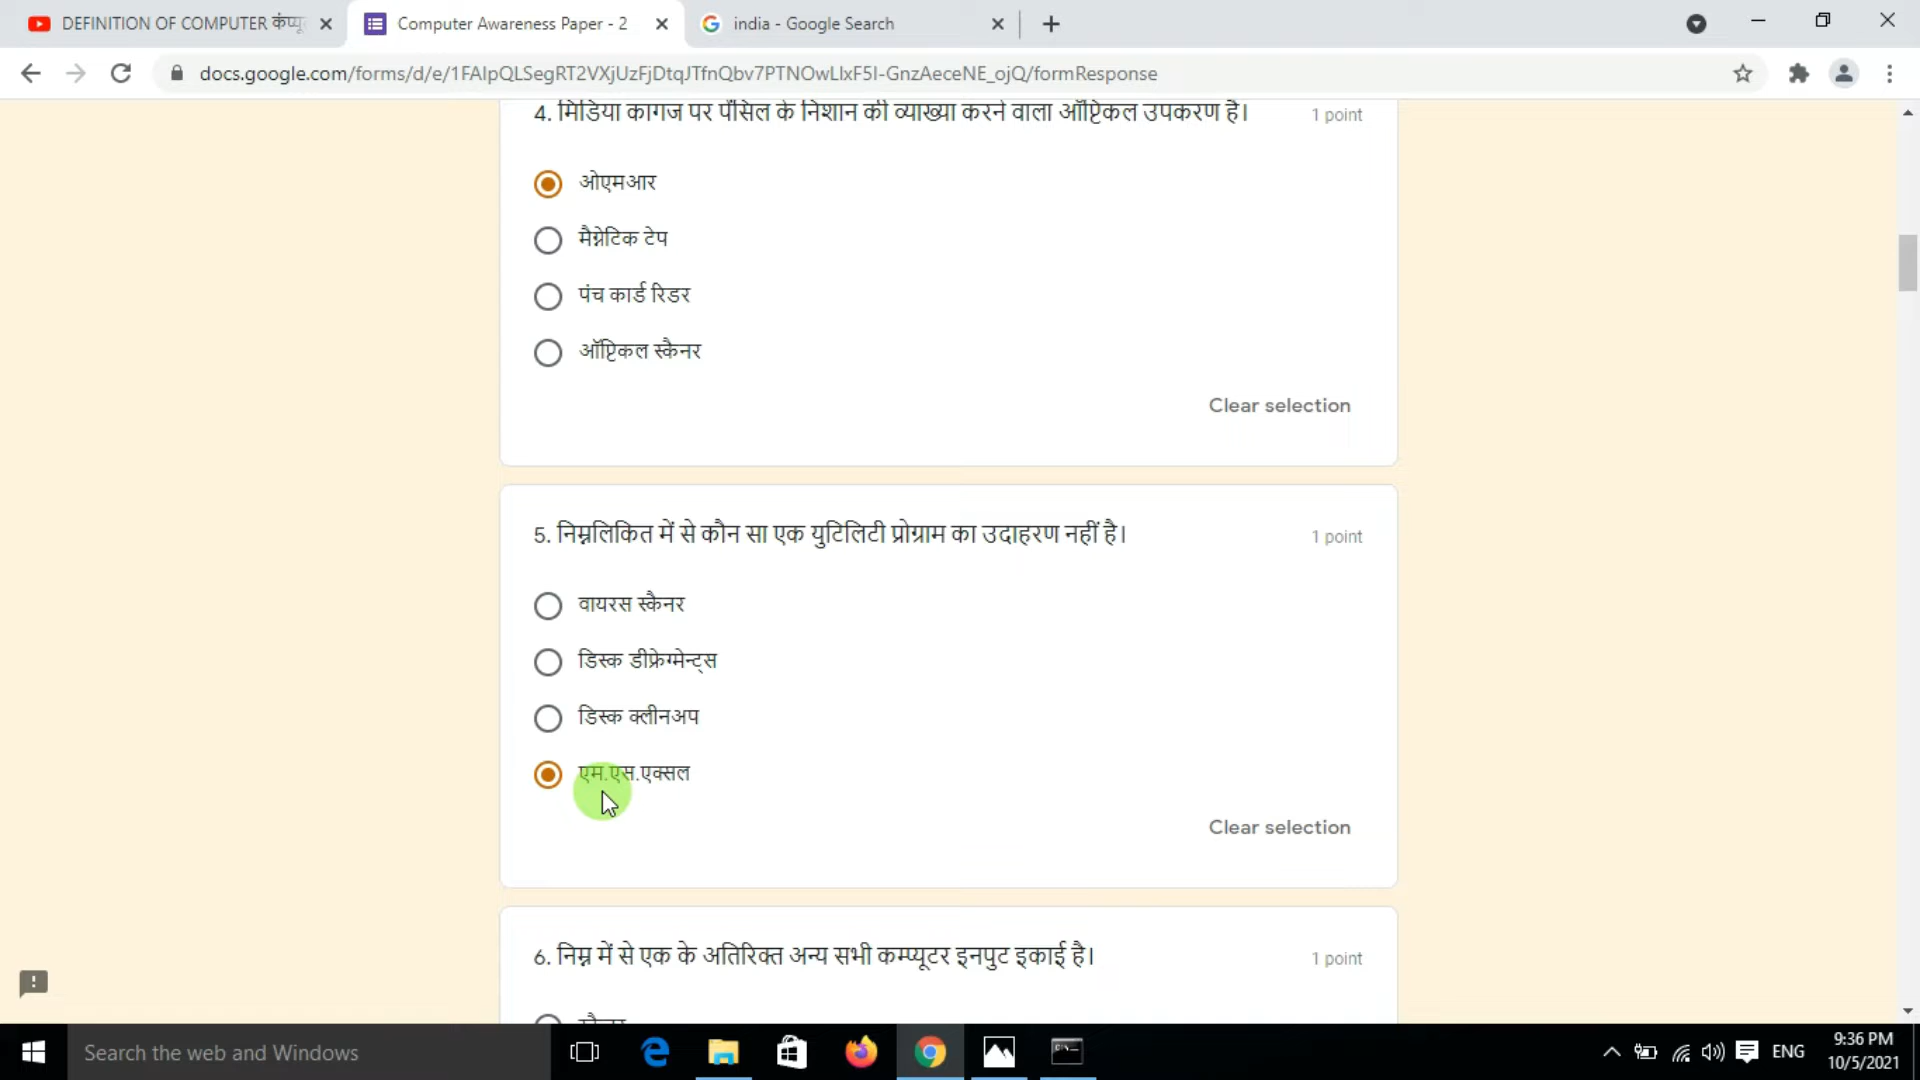 DEFINITION OF COMPUTER
Computer Awareness Paper - 2
india - Google Search
docs.google.com/forms/d/e/1FAIpQLSegRT2VXjUzFjDtqJTfnQbv7PTNOwLlxF5I-GnzAeceNE_ojQ/formResponse
4. मिडिया कागज पर पेंसिल के निशान की व्याख्या करने वाला ऑप्टिकल उपकरण है। 1 point
ओएमआर
मैग्नेटिक टेप
पंच कार्ड रिडर
ऑप्टिकल स्कैनर
Clear selection
5. निम्नलिकित में से कौन सा एक युटिलिटी प्रोग्राम का उदाहरण नहीं है। 1 point
वायरस स्कैनर
डिस्क डीफ्रेग्मेन्ट्स
डिस्क क्लीनअप
एम.एस.एक्सल
Clear selection
6. निम्न में से एक के अतिरिक्त अन्य सभी कम्प्यूटर इनपुट इकाई है। 1 point
Search the web and Windows
ENG
9:36 PM
10/5/2021